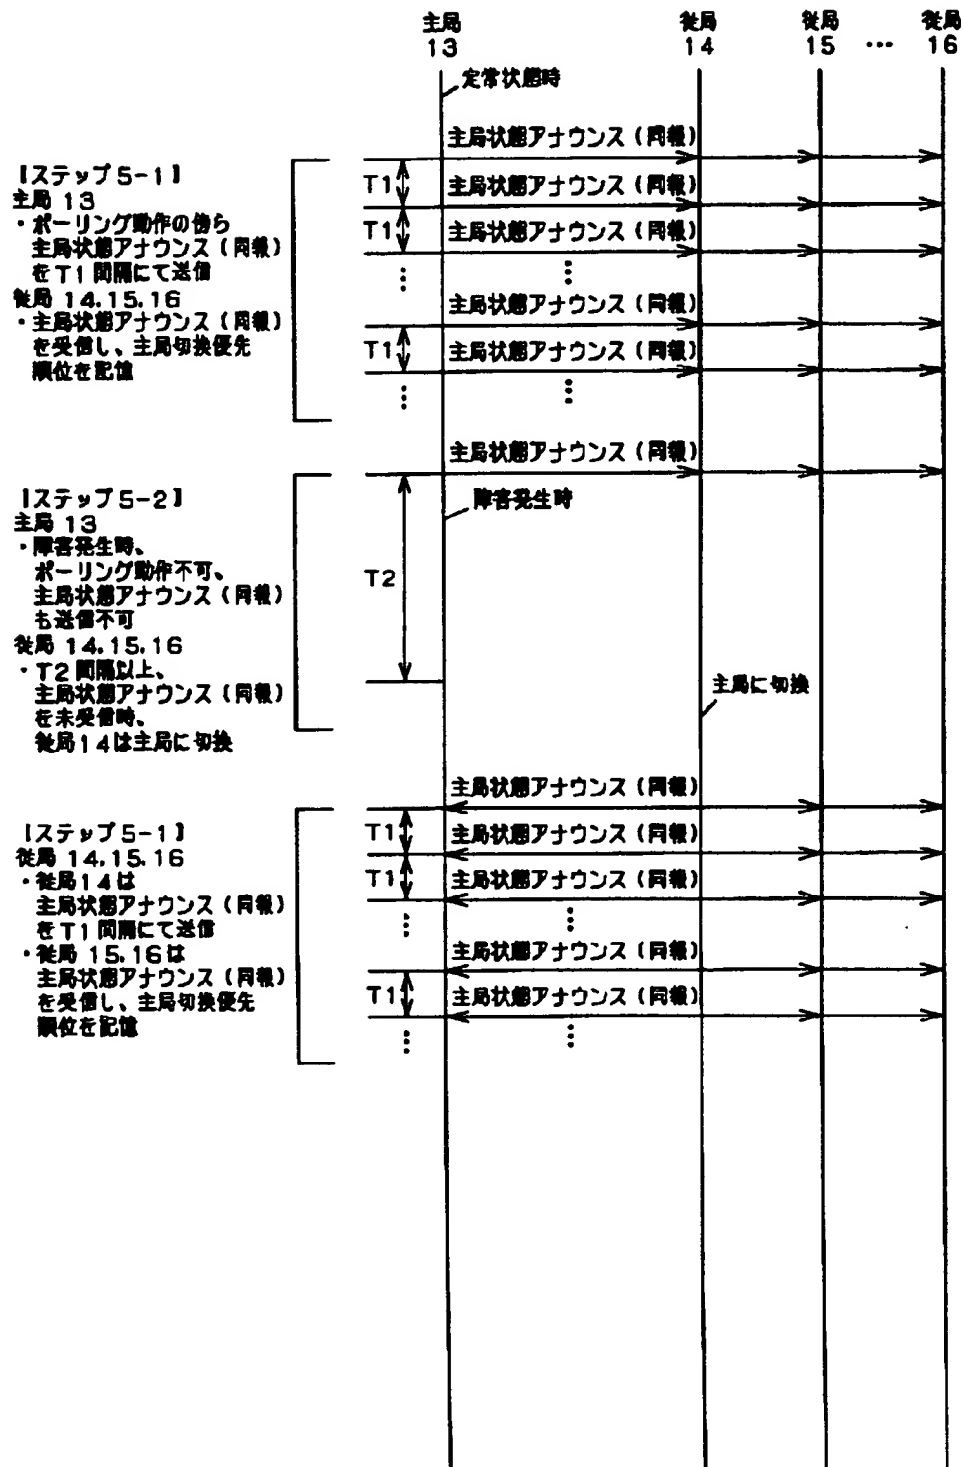 主局 従局 従局 従局
13 14 15 … 16
定常状態時
主局状態アナウンス（同報）
【ステップ5-1】
主局 13
・ポーリング動作の傍ら
主局状態アナウンス（同報）
をT1間隔にて送信
従局 14.15.16
・主局状態アナウンス（同報）
を受信し、主局切換優先
順位を記憶
T1
主局状態アナウンス（同報）
T1
主局状態アナウンス（同報）
主局状態アナウンス（同報）
T1
主局状態アナウンス（同報）
主局状態アナウンス（同報）
【ステップ5-2】
主局 13
・障害発生時、
ポーリング動作不可、
主局状態アナウンス（同報）
も送信不可
従局 14.15.16
・T2間隔以上、
主局状態アナウンス（同報）
を未受信時、
従局14は主局に切換
障害発生時
T2
主局に切換
主局状態アナウンス（同報）
【ステップ5-1】
従局 14.15.16
・従局14は
主局状態アナウンス（同報）
をT1間隔にて送信
・従局 15.16は
主局状態アナウンス（同報）
を受信し、主局切換優先
順位を記憶
T1
主局状態アナウンス（同報）
T1
主局状態アナウンス（同報）
主局状態アナウンス（同報）
T1
主局状態アナウンス（同報）